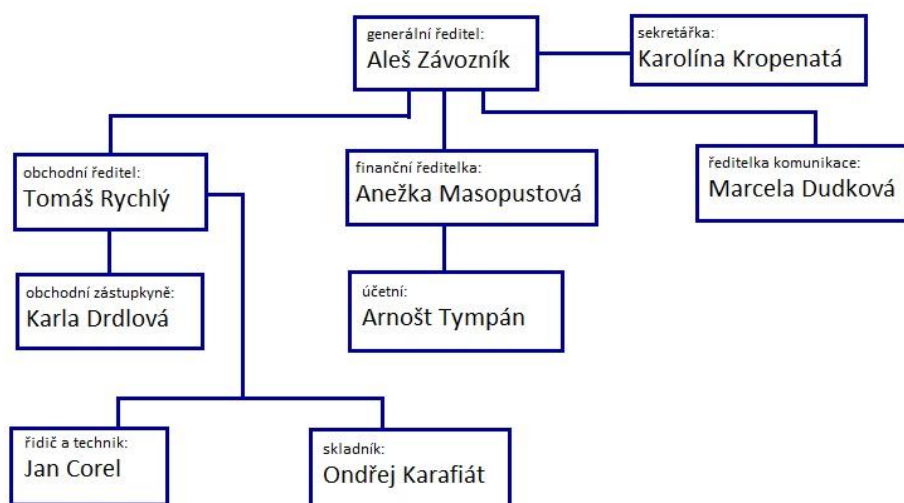 generální ředitel:
Aleš Závozník
sekretářka:
Karolína Kropenatá
obchodní ředitel:
Tomáš Rychlý
finanční ředitelka:
Anežka Masopustová
ředitelka komunikace:
Marcela Dudková
obchodní zástupkyně:
Karla Drdlová
účetní:
Arnošt Tympán
řidič a technik:
Jan Corel
skladník:
Ondřej Karafiát